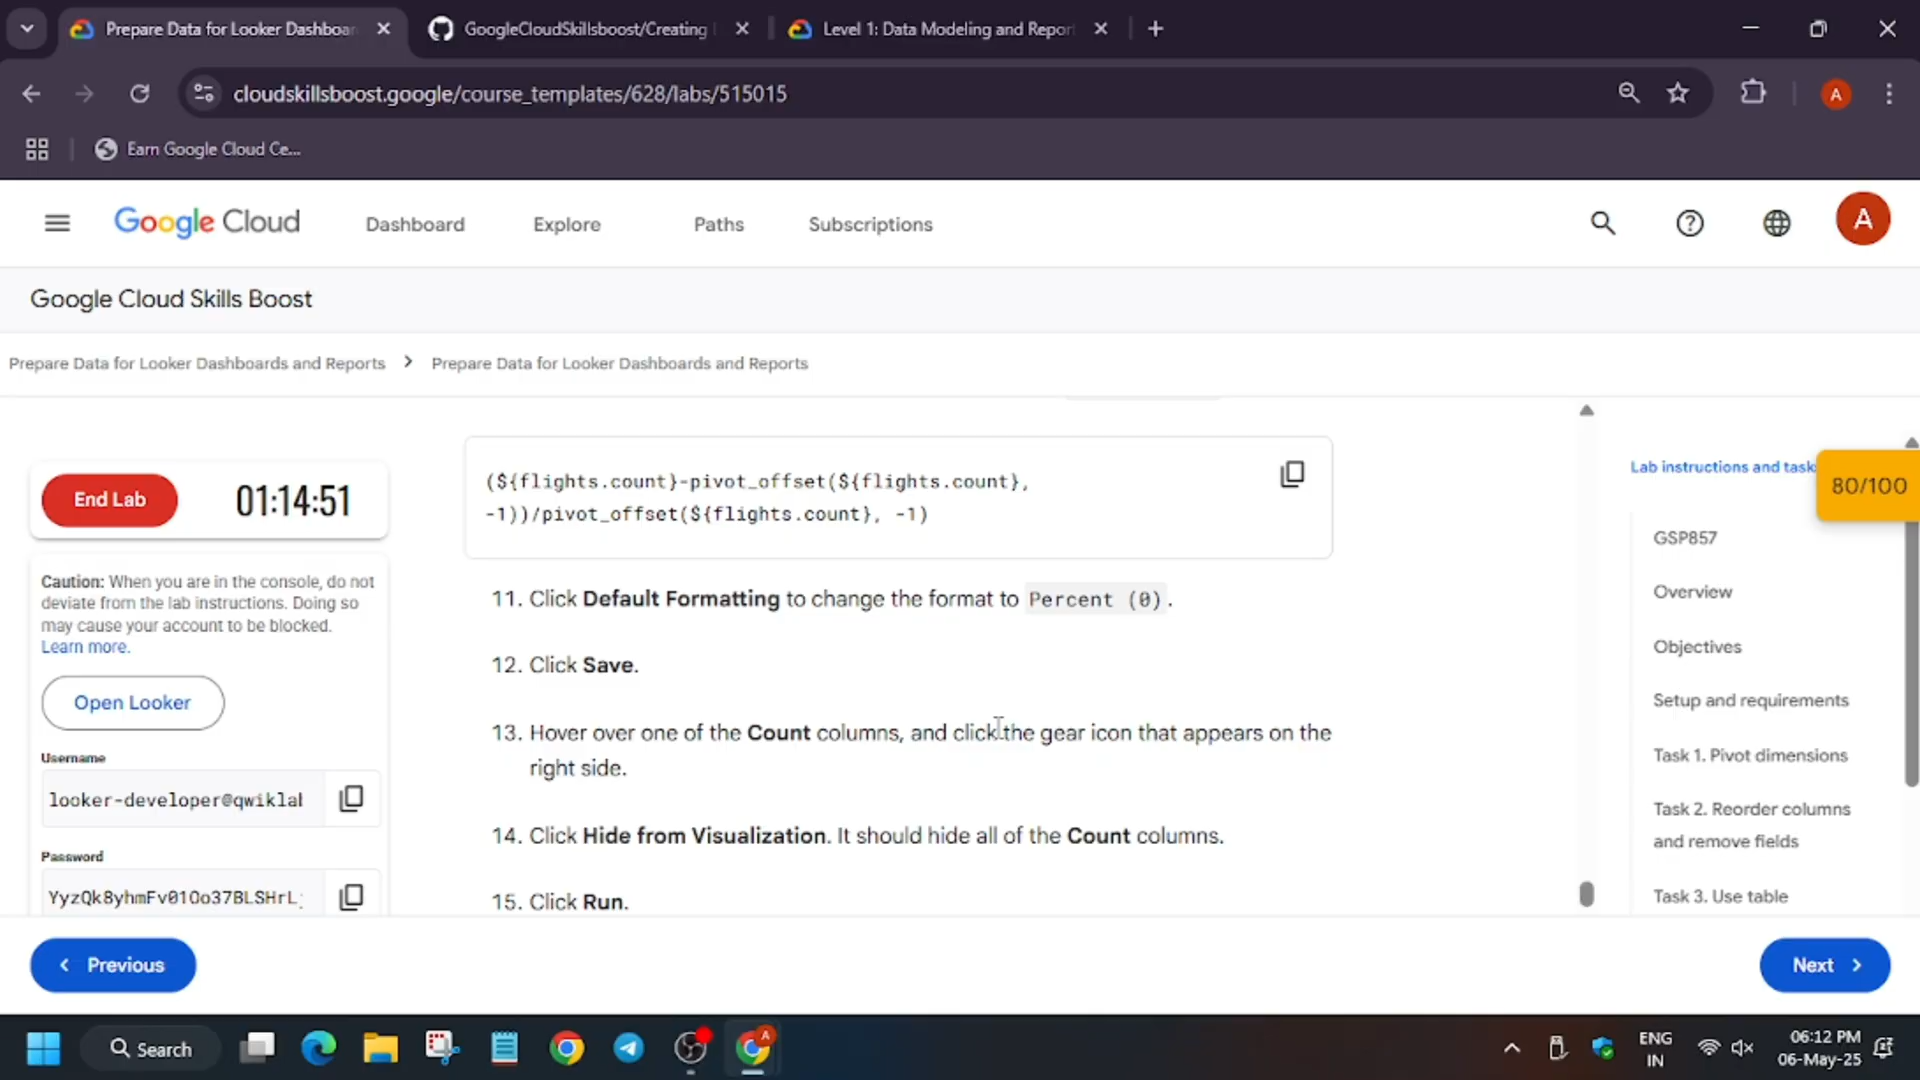 Prepare Data for Looker Dashboar
GoogleCloudSkillsboost/Creating
Level 1: Data Modeling and Repor
cloudskillsboost.google/course_templates/628/labs/515015
A
Earn Google Cloud Ce...
Google Cloud
Dashboard
Explore
Paths
Subscriptions
A
Google Cloud Skills Boost
Prepare Data for Looker Dashboards and Reports
Prepare Data for Looker Dashboards and Reports
End Lab
01:14:51
Caution: When you are in the console, do not
deviate from the lab instructions. Doing so
may cause your account to be blocked.
Learn more.
Open Looker
Username
looker-developer@qwiklab
Password
YyzQk8yhmFv01Oo37BLSHrL
(${flights.count}-pivot_offset(${flights.count},
-1))/pivot_offset(${flights.count}, -1)
11. Click Default Formatting to change the format to Percent (0).
12. Click Save.
13. Hover over one of the Count columns, and click the gear icon that appears on the
right side.
14. Click Hide from Visualization. It should hide all of the Count columns.
15. Click Run.
Lab instructions and task
80/100
GSP857
Overview
Objectives
Setup and requirements
Task 1. Pivot dimensions
Task 2. Reorder columns
and remove fields
Task 3. Use table
Previous
Next
Search
A
ENG
IN
06:12 PM
06-May-25